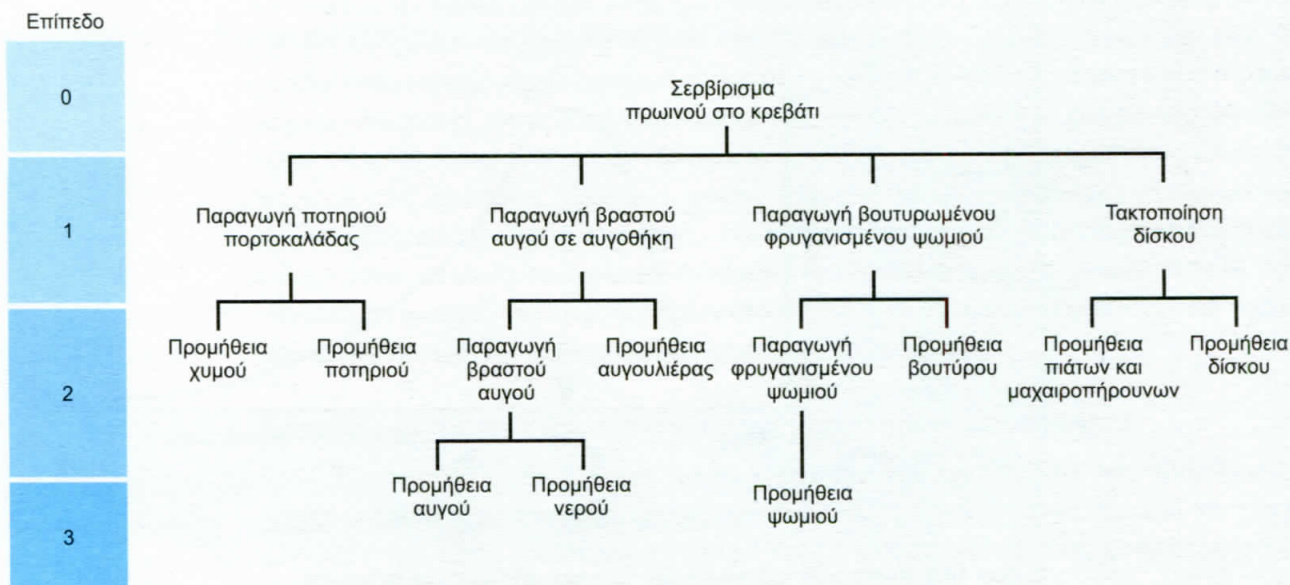 Επίπεδο
0
Σερβίρισμα
πρωινού στο κρεβάτι
1
Παραγωγή ποτηριού
πορτοκαλάδας
Παραγωγή βραστού
αυγού σε αυγοθήκη
Παραγωγή βουτυρωμένου
φρυγανισμένου ψωμιού
Τακτοποίηση
δίσκου
2
Προμήθεια
χυμού
Προμήθεια
ποτηριού
Παραγωγή
βραστού
αυγού
Προμήθεια
αυγουλιέρας
Παραγωγή
φρυγανισμένου
ψωμιού
Προμήθεια
βουτύρου
Προμήθεια
πιάτων και
μαχαιροπήρουνων
Προμήθεια
δίσκου
3
Προμήθεια
αυγού
Προμήθεια
νερού
Προμήθεια
ψωμιού